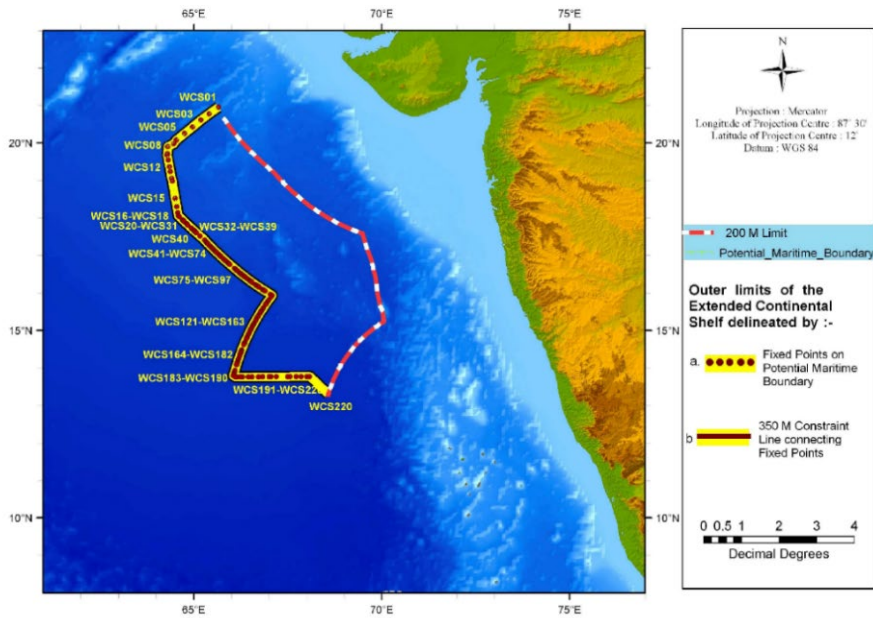 65°E
70°E
75°E
20°N
15°N
10°N
20°N
15°N
10°N
65°E
70°E
75°E
WCS01
WCS03
WCS05
WCS08
WCS12
WCS15
WCS16-WCS18
WCS20-WCS31
WCS32-WCS39
WCS40
WCS41-WCS74
WCS75-WCS97
WCS121-WCS163
WCS164-WCS182
WCS183-WCS190
WCS220
N
Projection : Mercator
Longitude of Projection Centre : 87° 30'
Latitude of Projection Centre : 12°
Datum : WGS 84
200 M Limit
Potential_Maritime_Boundary
Outer limits of the
Extended Continental
Shelf delineated by :-
a.
Fixed Points on
Potential Maritime
Boundary
b
350 M Constraint
Line connecting
Fixed Points
0 0.5 1 2 3 4
Decimal Degrees